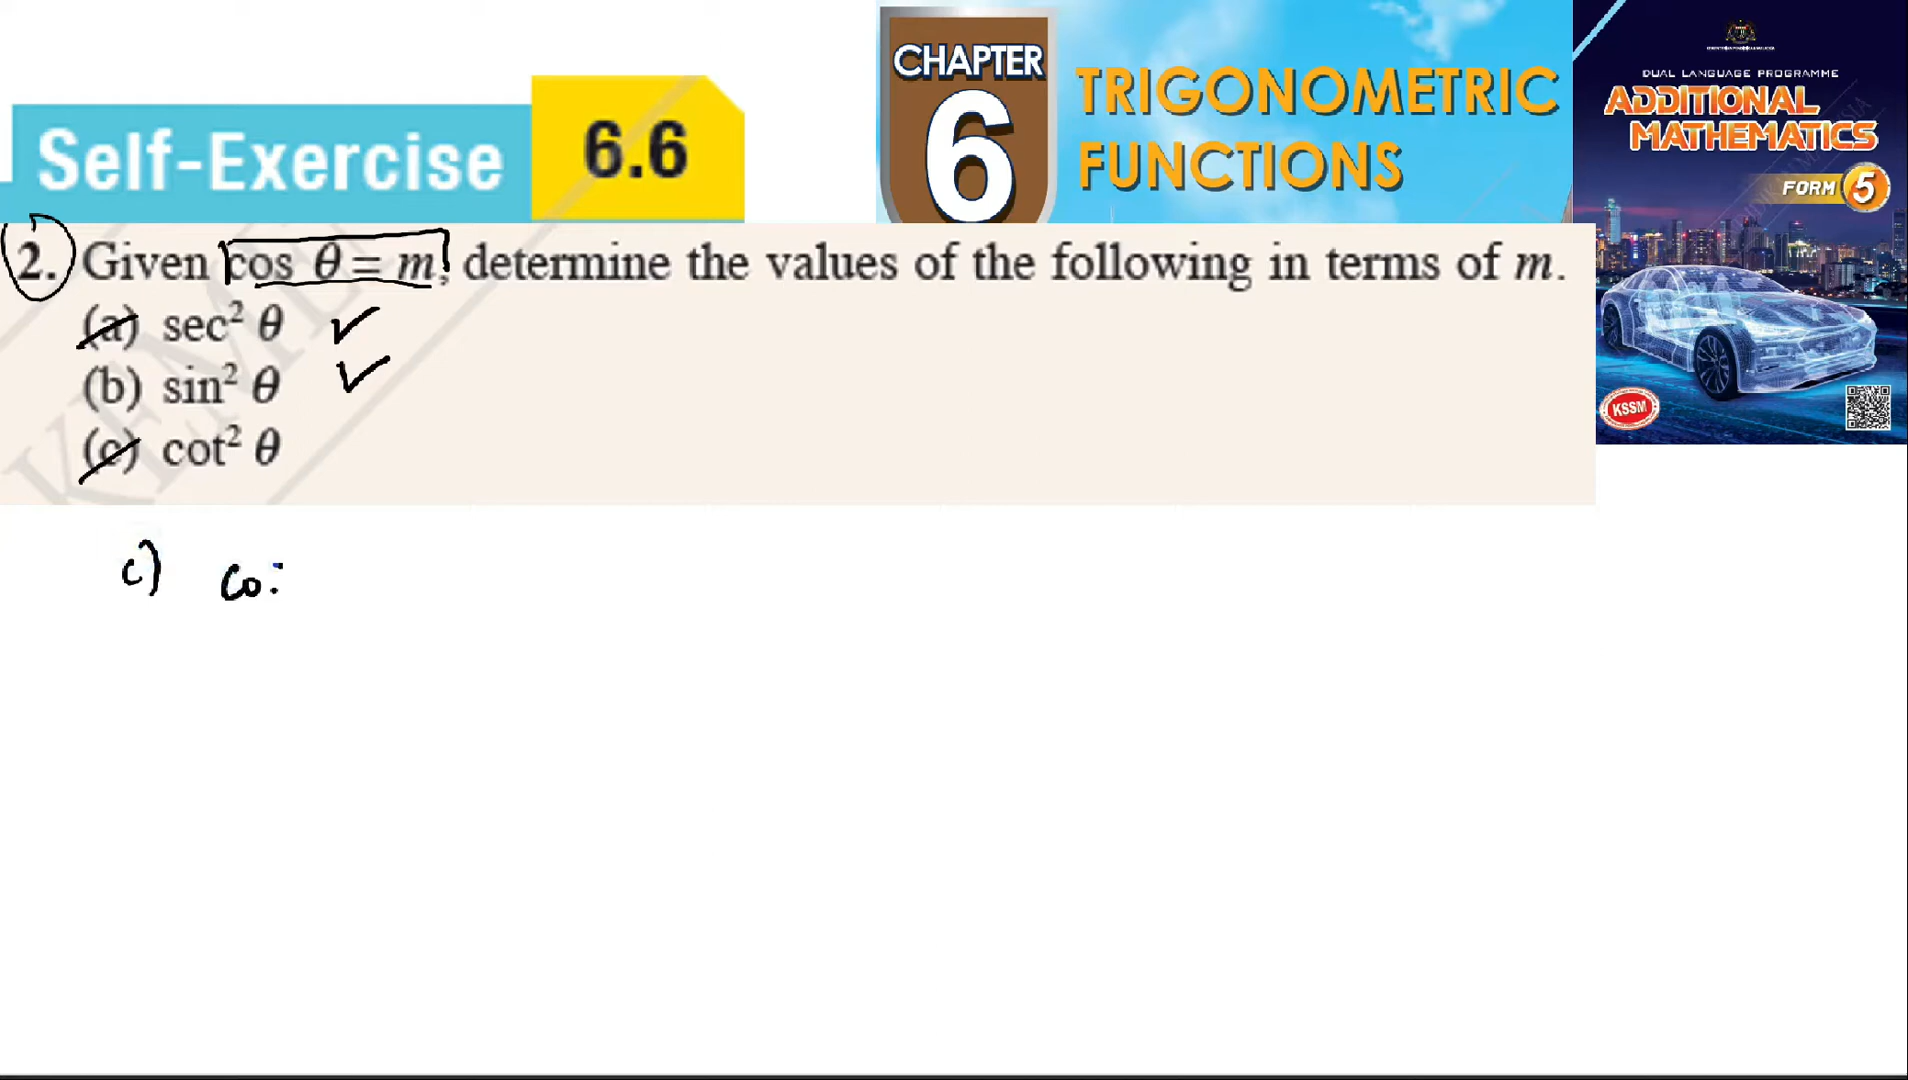 CHAPTER
6
TRIGONOMETRIC
FUNCTIONS
DUAL LANGUAGE PROGRAMME
ADDITIONAL
MATHEMATICS
FORM 5
KSSM
Self-Exercise 6.6
2. Given cos θ = m, determine the values of the following in terms of m.
(a) sec² θ
(b) sin² θ
(c) cot² θ
c) co